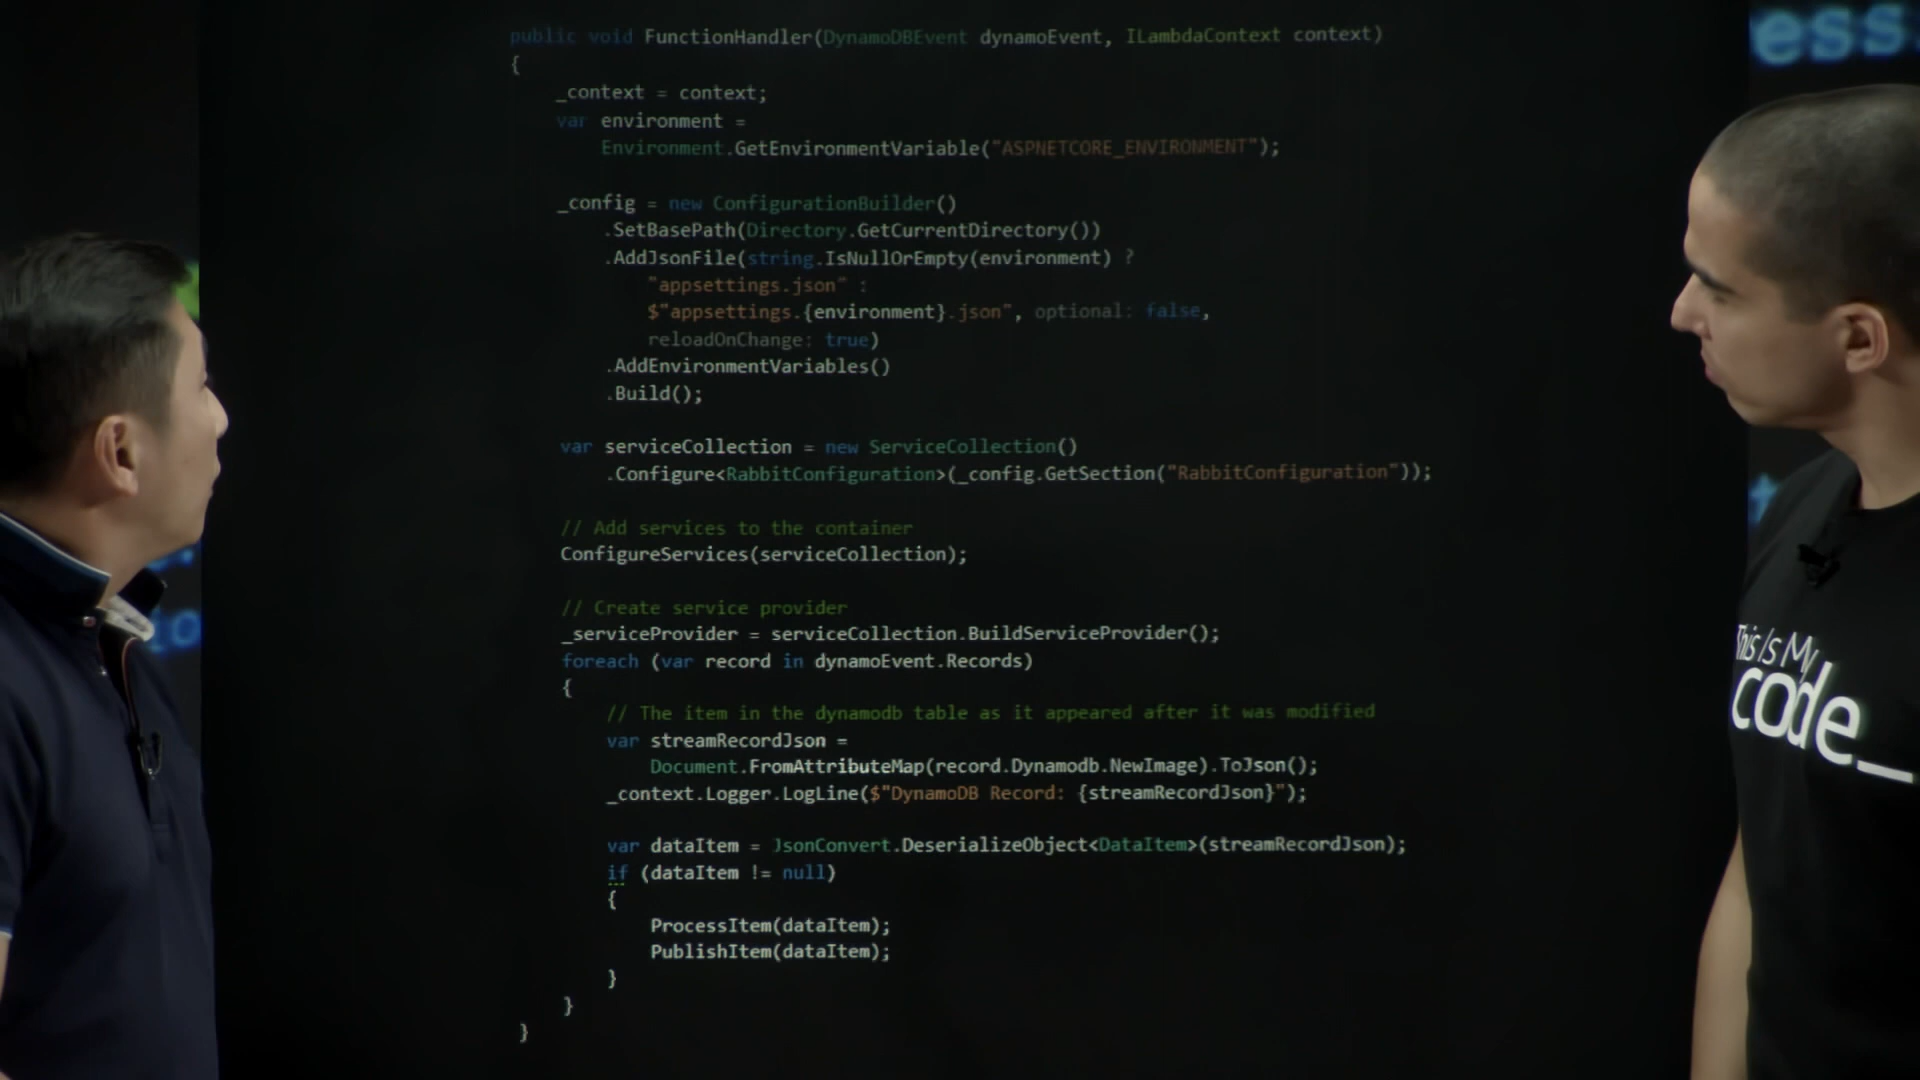 public void FunctionHandler(DynamoDBEvent dynamoEvent, ILambdaContext context)
{
_context = context;
var environment =
Environment.GetEnvironmentVariable("ASPNETCORE_ENVIRONMENT");
_config = new ConfigurationBuilder()
.SetBasePath(Directory.GetCurrentDirectory())
.AddJsonFile(string.IsNullOrEmpty(environment) ?
"appsettings.json" :
$"appsettings.{environment}.json", optional: false,
reloadOnChange: true)
.AddEnvironmentVariables()
.Build();
var serviceCollection = new ServiceCollection()
.Configure<RabbitConfiguration>(_config.GetSection("RabbitConfiguration"));
// Add services to the container
ConfigureServices(serviceCollection);
// Create service provider
_serviceProvider = serviceCollection.BuildServiceProvider();
foreach (var record in dynamoEvent.Records)
{
// The item in the dynamodb table as it appeared after it was modified
var streamRecordJson =
Document.FromAttributeMap(record.Dynamodb.NewImage).ToJson();
_context.Logger.LogLine($"DynamoDB Record: {streamRecordJson}");
var dataItem = JsonConvert.DeserializeObject<DataItem>(streamRecordJson);
if (dataItem != null)
{
ProcessItem(dataItem);
PublishItem(dataItem);
}
}
}
This Is My
code_
ess